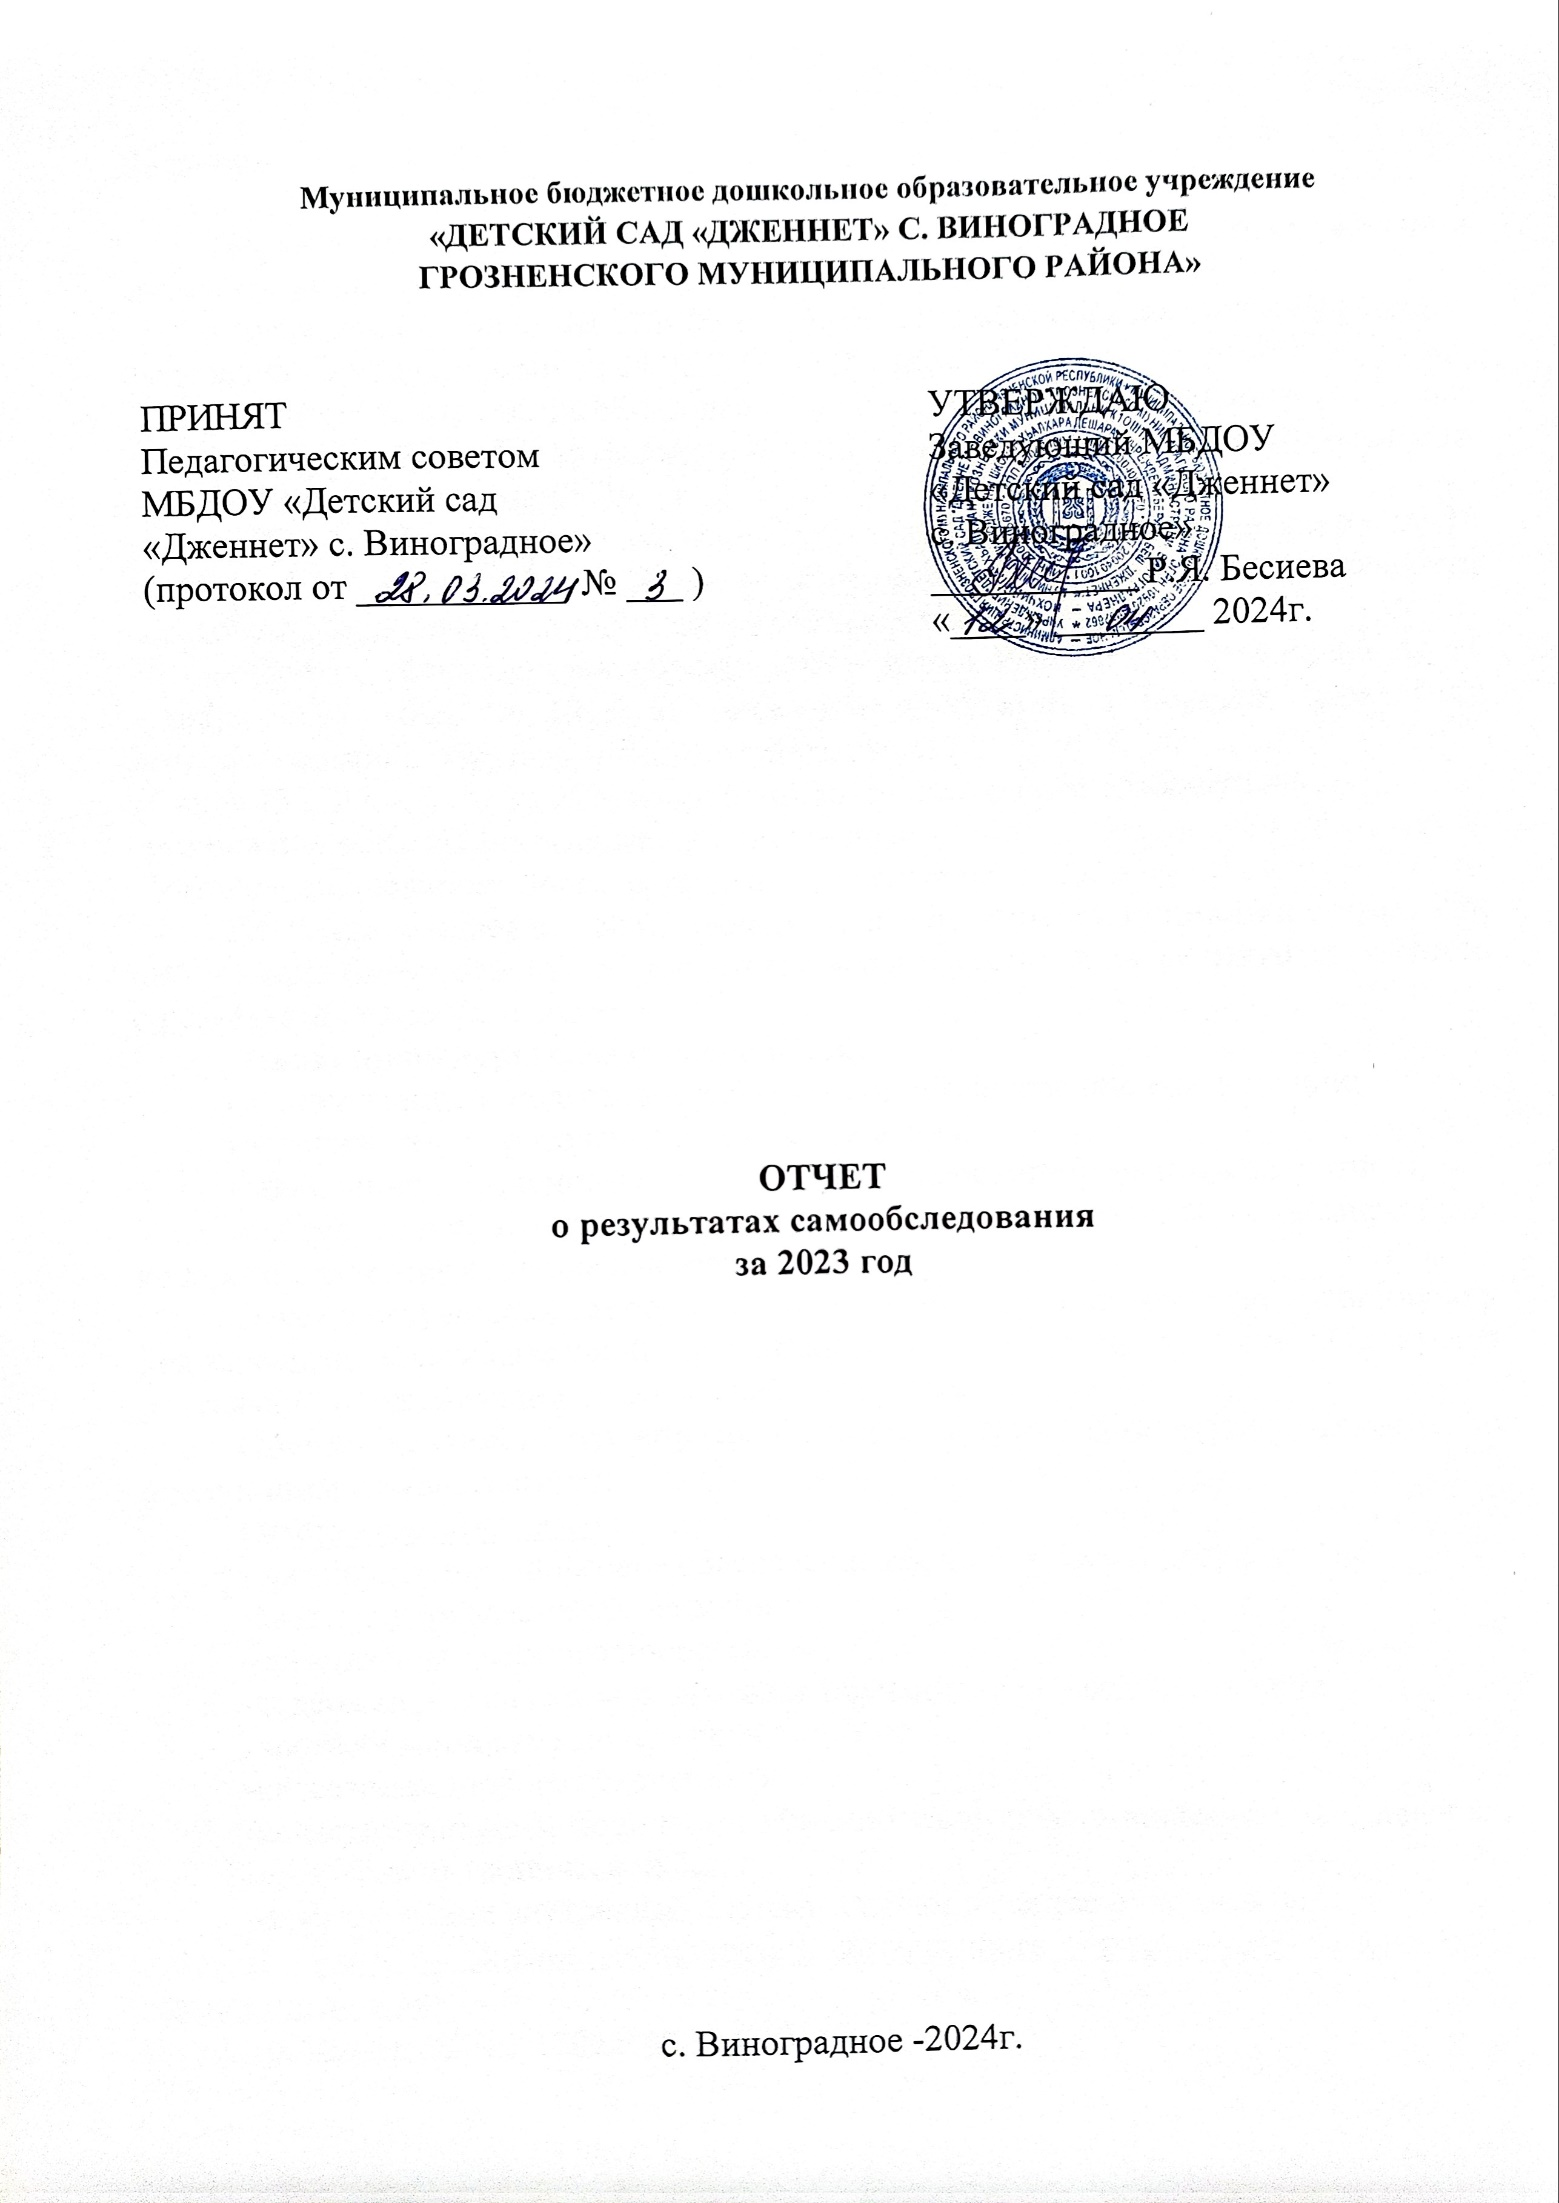 Муниципальное бюджетное дошкольное образовательное учреждение
«ДЕТСКИЙ САД «ДЖЕННЕТ» С. ВИНОГРАДНОЕ
ГРОЗНЕНСКОГО МУНИЦИПАЛЬНОГО РАЙОНА»
ПРИНЯТ
Педагогическим советом
МБДОУ «Детский сад
«Дженнет» с. Виноградное»
(протокол от 28.03.2024 № 3 )
УТВЕРЖДАЮ
Заведующий МБДОУ
«Детский сад «Дженнет»
с. Виноградное»
Р.Я. Бесиева
« 2024г.
ОТЧЕТ
о результатах самообследования
за 2023 год
с. Виноградное -2024г.